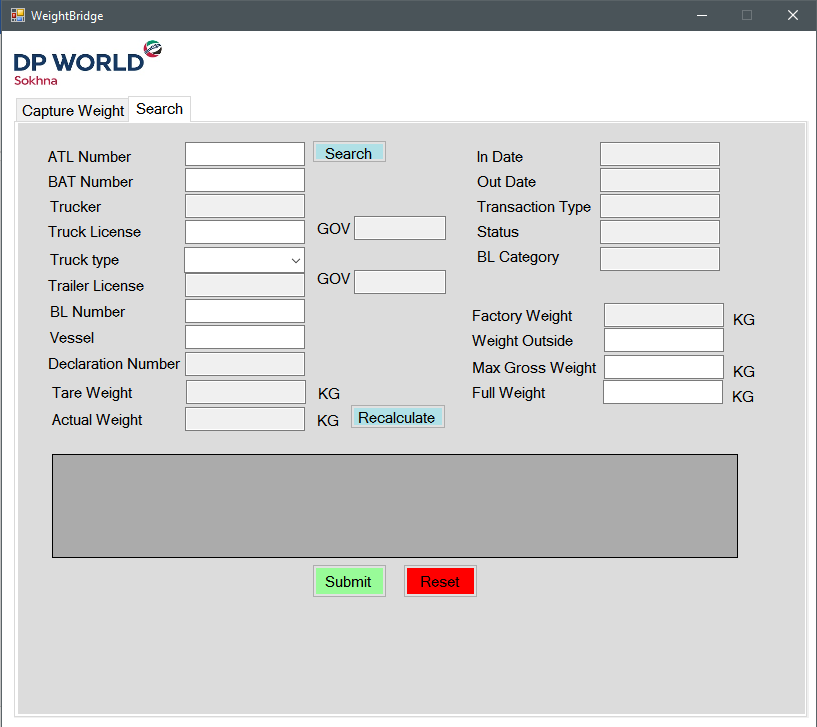 WeightBridge
DP WORLD
Sokhna
Capture Weight
Search
ATL Number
Search
BAT Number
Trucker
Truck License
GOV
Truck type
Trailer License
GOV
BL Number
Vessel
Declaration Number
Tare Weight
KG
Actual Weight
KG
Recalculate
In Date
Out Date
Transaction Type
Status
BL Category
Factory Weight
KG
Weight Outside
Max Gross Weight
KG
Full Weight
KG
Submit
Reset